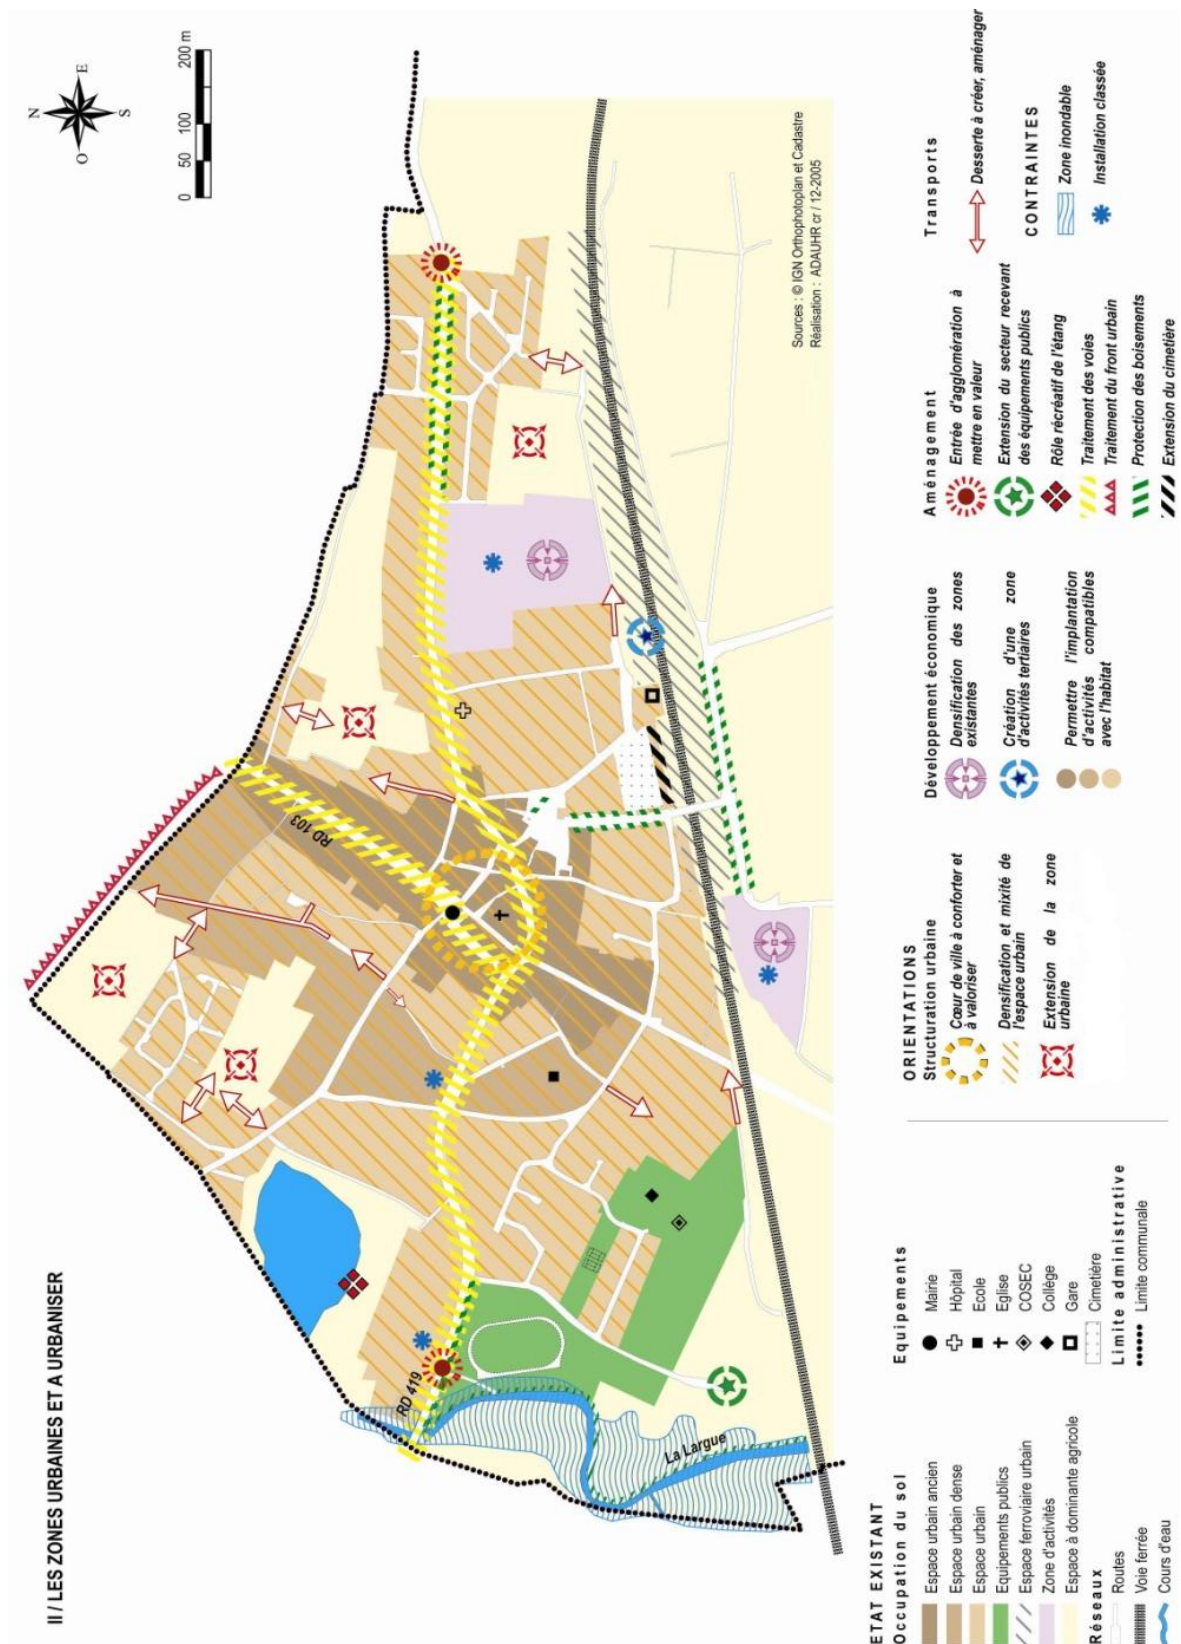 II / LES ZONES URBAINES ET A URBANISER
N
E
S
O
0 50 100 200 m
RD 419
RD 103
La Largue
Sources : © IGN Orthophotoplan et Cadastre
Réalisation : ADAUHR cr / 12-2005
ETAT EXISTANT
Occupation du sol
Espace urbain ancien
Espace urbain dense
Espace urbain
Equipements publics
Espace ferroviaire urbain
Zone d'activités
Espace à dominante agricole
Réseaux
Routes
Voie ferrée
Cours d'eau
Equipements
Mairie
Hôpital
Ecole
Eglise
COSEC
Collège
Gare
Cimetière
Limite administrative
Limite communale
ORIENTATIONS
Structuration urbaine
Cœur de ville à conforter et
à valoriser
Densification et mixité de
l'espace urbain
Extension de la zone
urbaine
Développement économique
Densification des zones
existantes
Création d'une zone
d'activités tertiaires
Permettre l'implantation
d'activités compatibles
avec l'habitat
Aménagement
Entrée d'agglomération à
mettre en valeur
Extension du secteur recevant
des équipements publics
Rôle récréatif de l'étang
Traitement des voies
Traitement du front urbain
Protection des boisements
Extension du cimetière
Transports
Desserte à créer, aménager
CONTRAINTES
Zone inondable
Installation classée